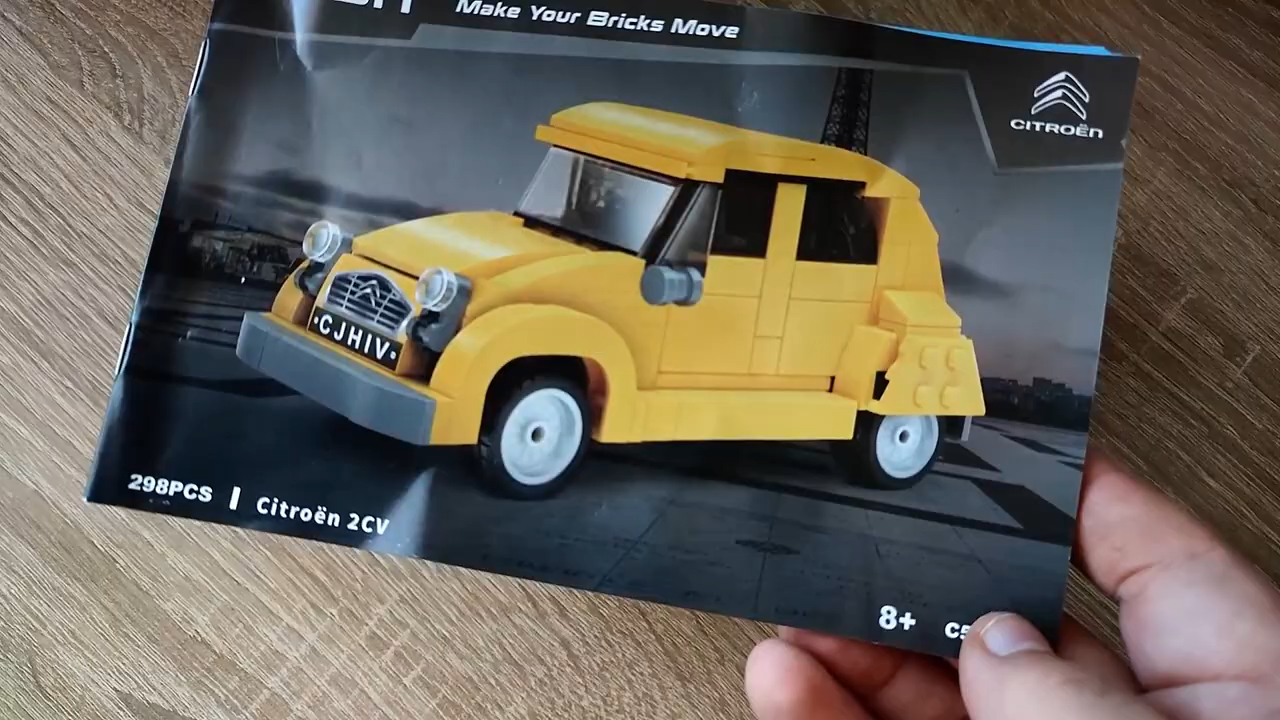 Make Your Bricks Move
CITROËN
·CJHIV·
298PCS | Citroën 2CV
8+